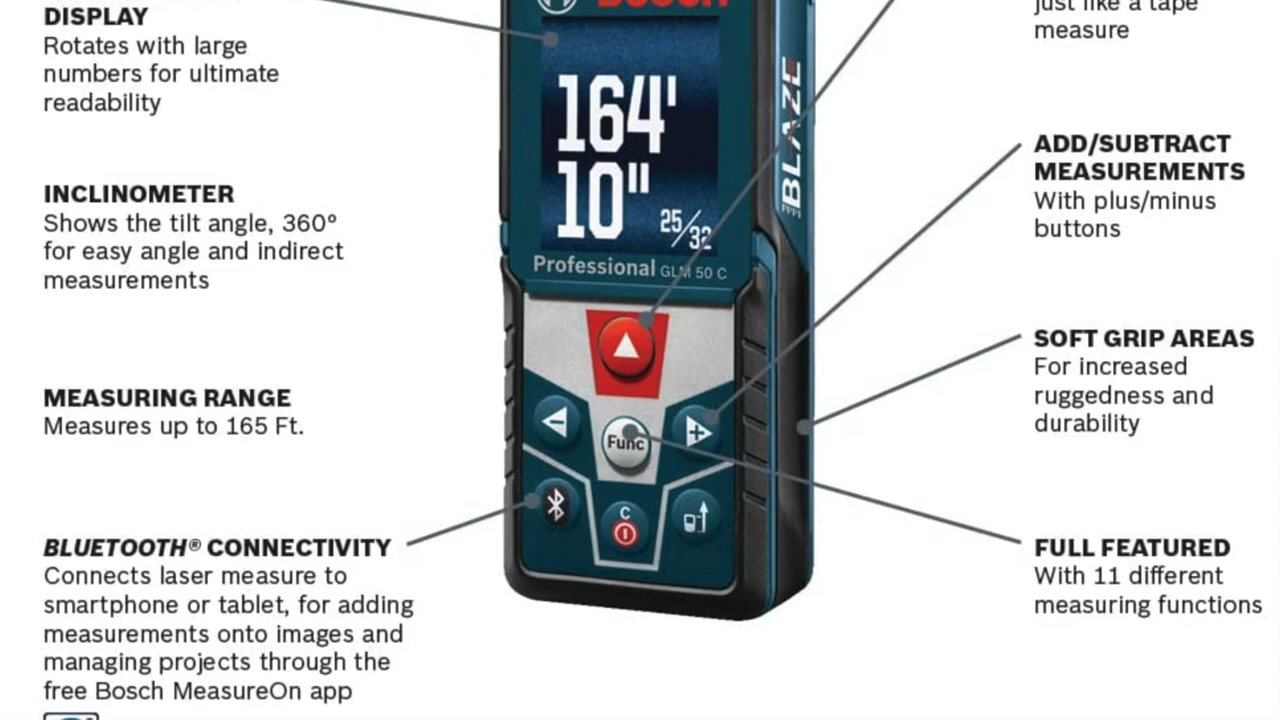 DISPLAY
Rotates with large
numbers for ultimate
readability
INCLINOMETER
Shows the tilt angle, 360°
for easy angle and indirect
measurements
MEASURING RANGE
Measures up to 165 Ft.
BLUETOOTH® CONNECTIVITY
Connects laser measure to
smartphone or tablet, for adding
measurements onto images and
managing projects through the
free Bosch MeasureOn app
BOSCH
164'
10" 25/32
Professional GLM 50 C
BLAZE
Func
C
just like a tape
measure
ADD/SUBTRACT
MEASUREMENTS
With plus/minus
buttons
SOFT GRIP AREAS
For increased
ruggedness and
durability
FULL FEATURED
With 11 different
measuring functions